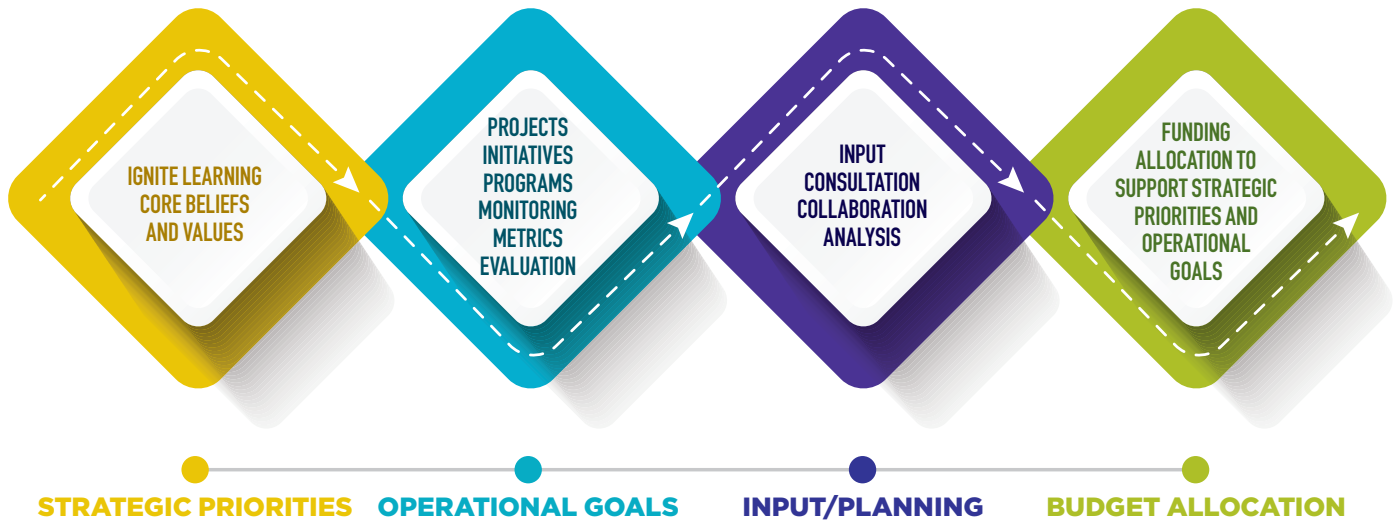 IGNITE LEARNING
CORE BELIEFS
AND VALUES
PROJECTS
INITIATIVES
PROGRAMS
MONITORING
METRICS
EVALUATION
INPUT
CONSULTATION
COLLABORATION
ANALYSIS
FUNDING
ALLOCATION TO
SUPPORT STRATEGIC
PRIORITIES AND
OPERATIONAL
GOALS
STRATEGIC PRIORITIES
OPERATIONAL GOALS
INPUT/PLANNING
BUDGET ALLOCATION